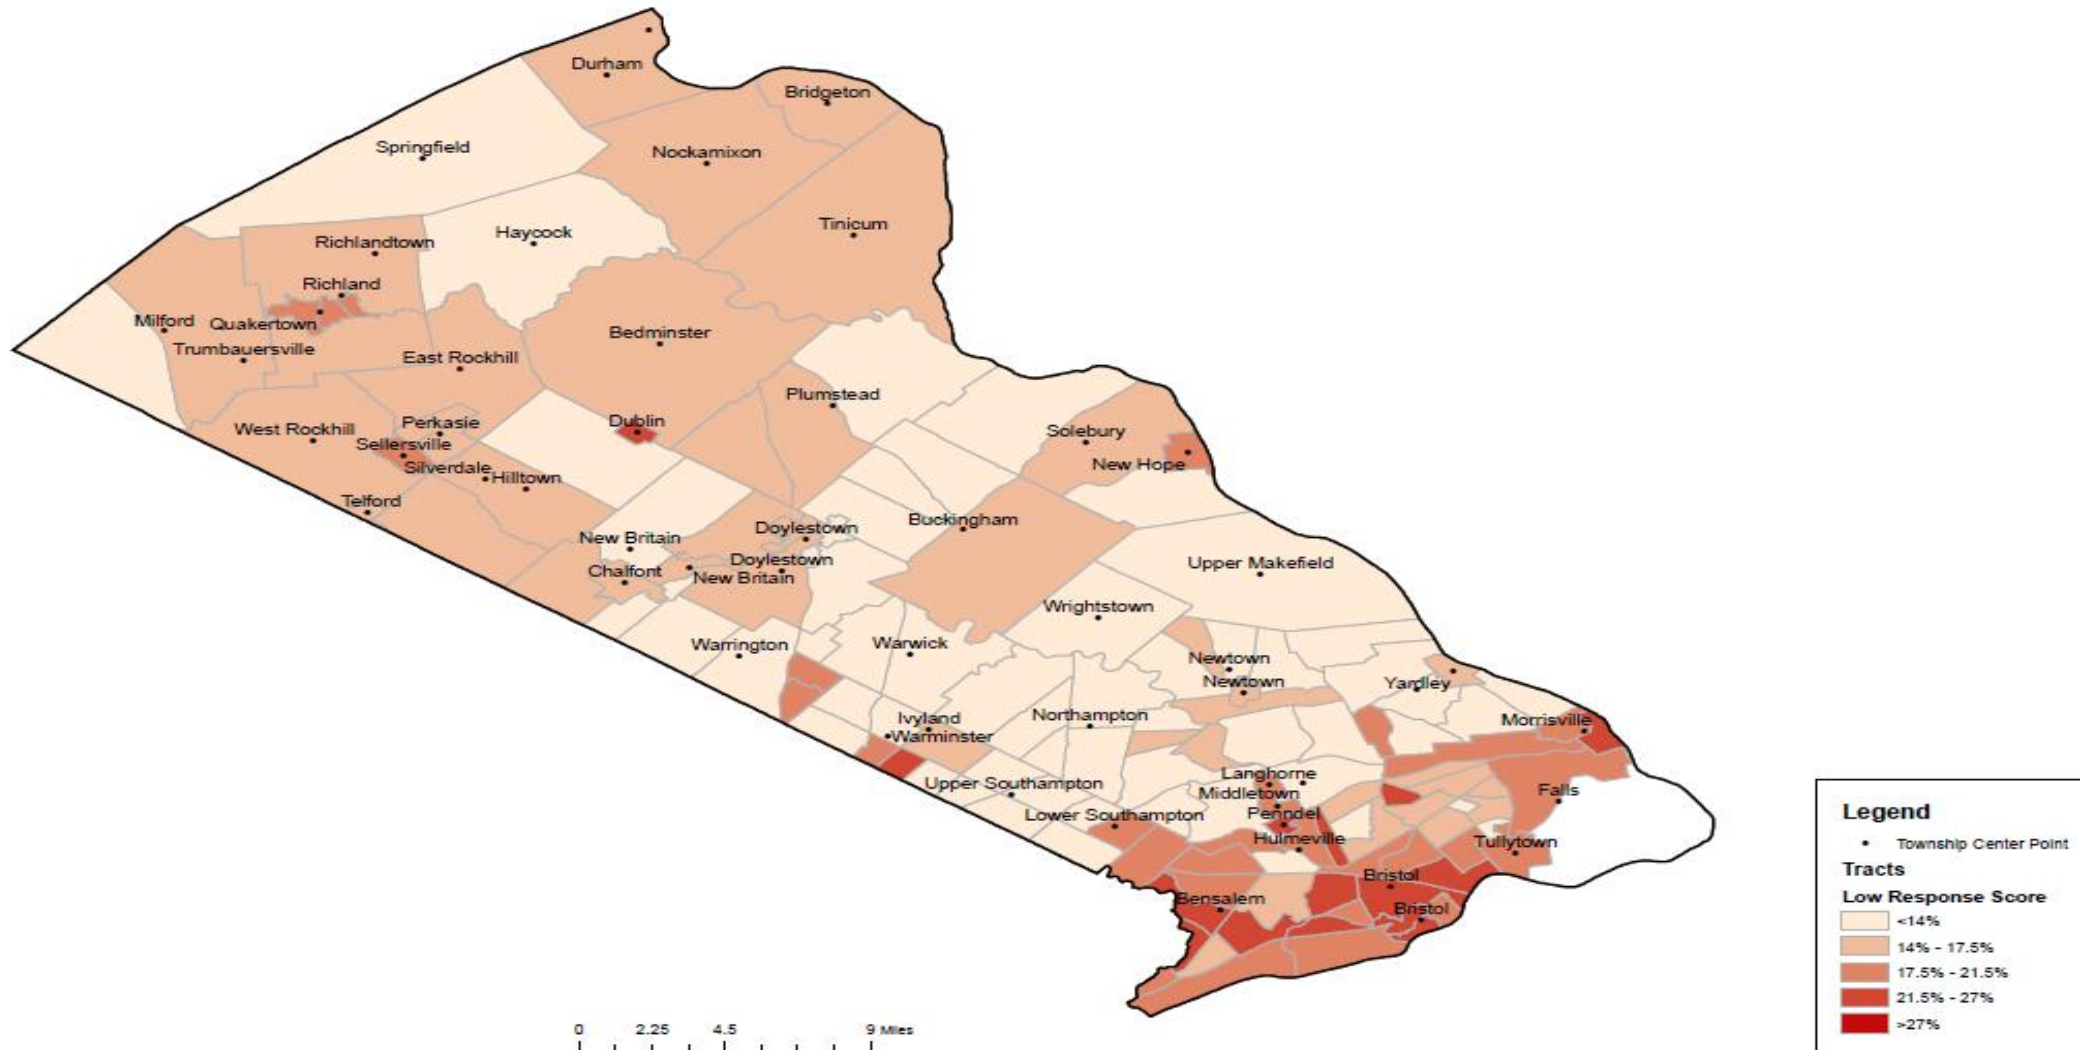 Durham
Bridgeton
Springfield
Nockamixon
Tinicum
Haycock
Richlandtown
Richland
Milford
Quakertown
Trumbauersville
East Rockhill
Bedminster
Plumstead
West Rockhill
Perkasie
Dublin
Sellersville
Solebury
Silverdale
Hilltown
New Hope
Telford
Buckingham
Doylestown
New Britain
Doylestown
Upper Makefield
Chalfont
New Britain
Wrightstown
Warrington
Warwick
Newtown
Newtown
Yardley
Ivyland
Northampton
Morrisville
Warminster
Langhorne
Upper Southampton
Middletown
Falls
Lower Southampton
Penndel
Hulmeville
Tullytown
Bristol
Bensalem
Bristol
0 2.25 4.5 9 Miles
Legend
Township Center Point
Tracts
Low Response Score
<14%
14% - 17.5%
17.5% - 21.5%
21.5% - 27%
>27%